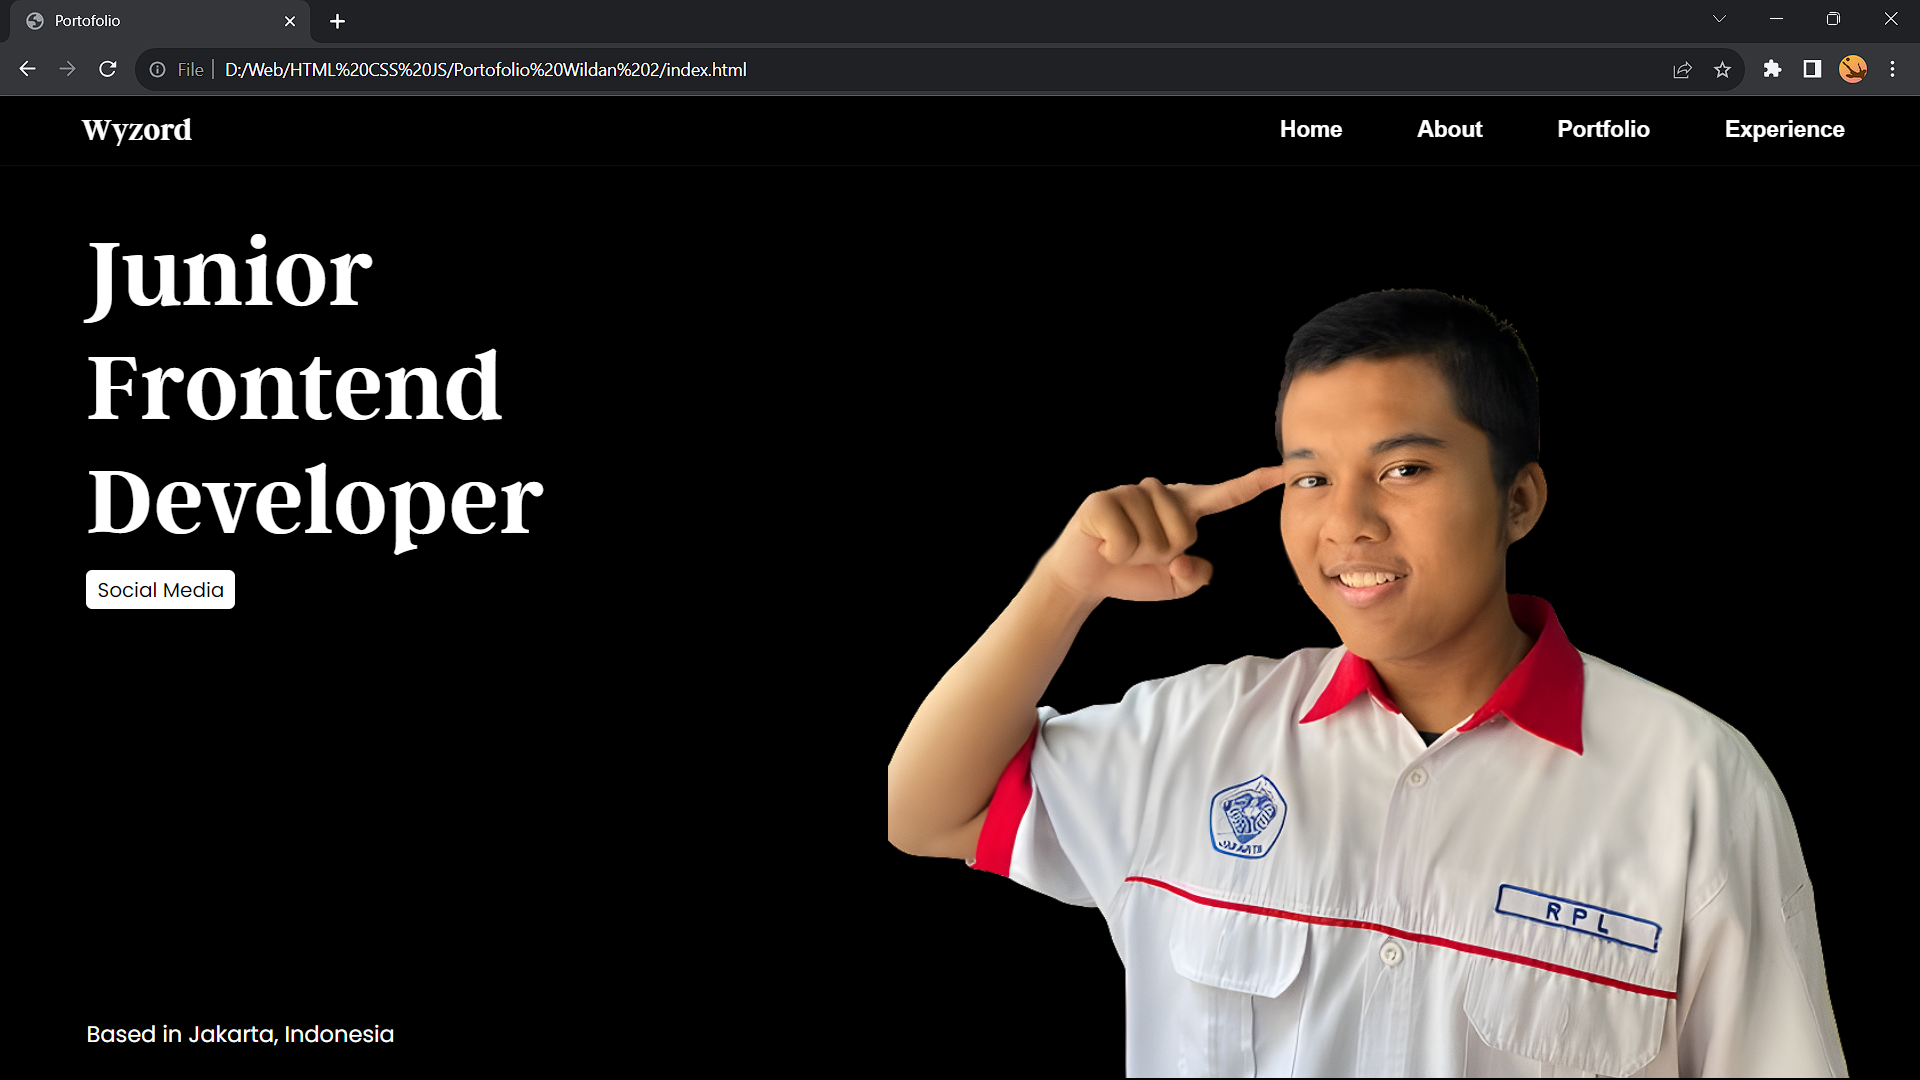 Portofolio
File
D:/Web/HTML%20CSS%20JS/Portofolio%20Wildan%202/index.html
Wyzord
Home
About
Portfolio
Experience
Junior
Frontend
Developer
Social Media
RPL
Based in Jakarta, Indonesia